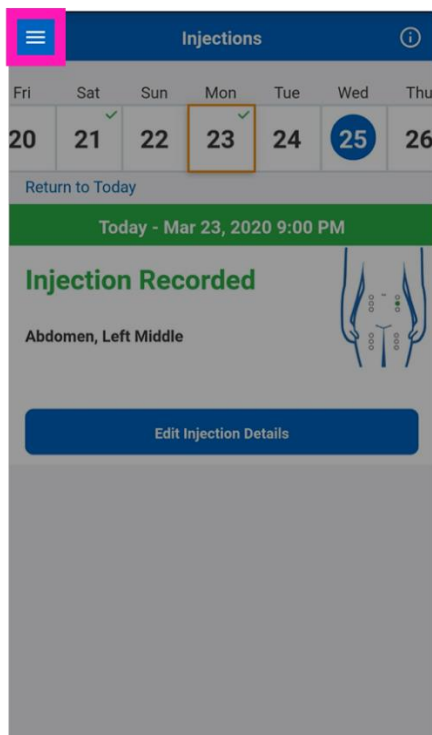 Injections
Fri Sat Sun Mon Tue Wed Thu
20 21 22 23 24 25 26
Return to Today
Today - Mar 23, 2020 9:00 PM
Injection Recorded
Abdomen, Left Middle
Edit Injection Details